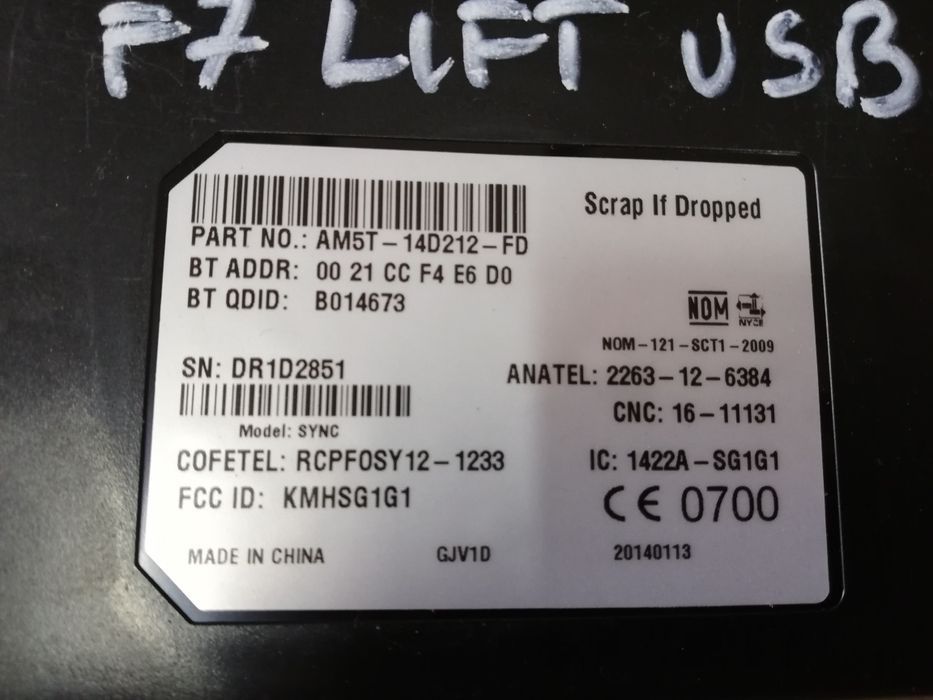 F7 LIFT USB
Scrap If Dropped
PART NO.: AM5T-14D212-FD
BT ADDR: 00 21 CC F4 E6 D0
BT QDID: B014673
NOM NYCE
NOM-121-SCT1-2009
SN: DR1D2851
ANATEL: 2263-12-6384
CNC: 16-11131
Model: SYNC
COFETEL: RCPFOSY12-1233
IC: 1422A-SG1G1
FCC ID: KMHSG1G1
CE 0700
MADE IN CHINA GJV1D 20140113